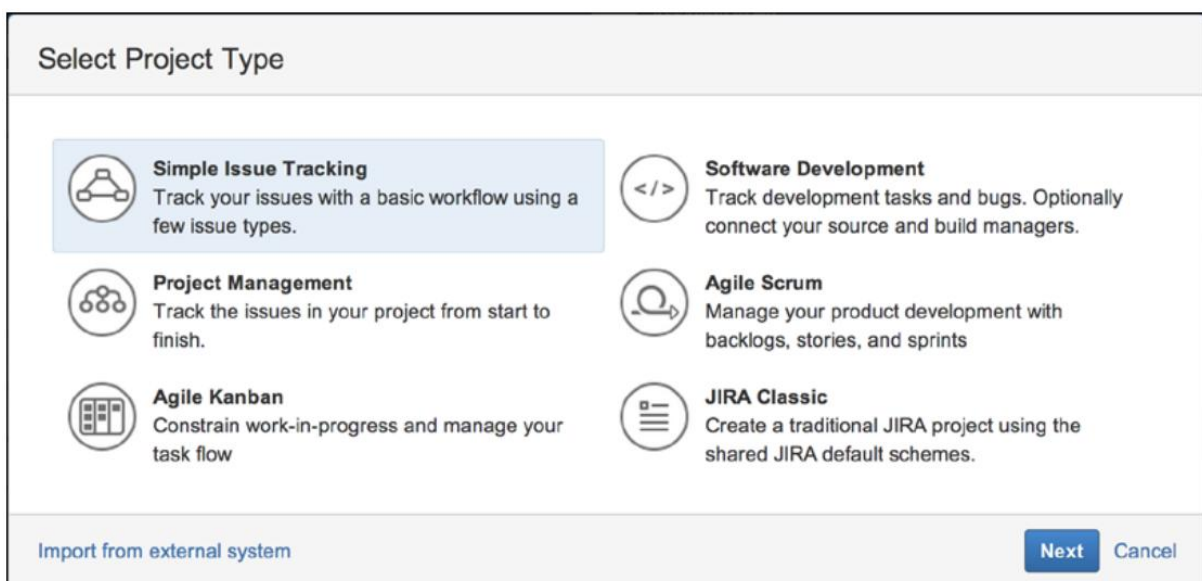 Select Project Type
Simple Issue Tracking
Track your issues with a basic workflow using a
few issue types.
Software Development
Track development tasks and bugs. Optionally
connect your source and build managers.
Project Management
Track the issues in your project from start to
finish.
Agile Scrum
Manage your product development with
backlogs, stories, and sprints
Agile Kanban
Constrain work-in-progress and manage your
task flow
JIRA Classic
Create a traditional JIRA project using the
shared JIRA default schemes.
Import from external system
Next
Cancel